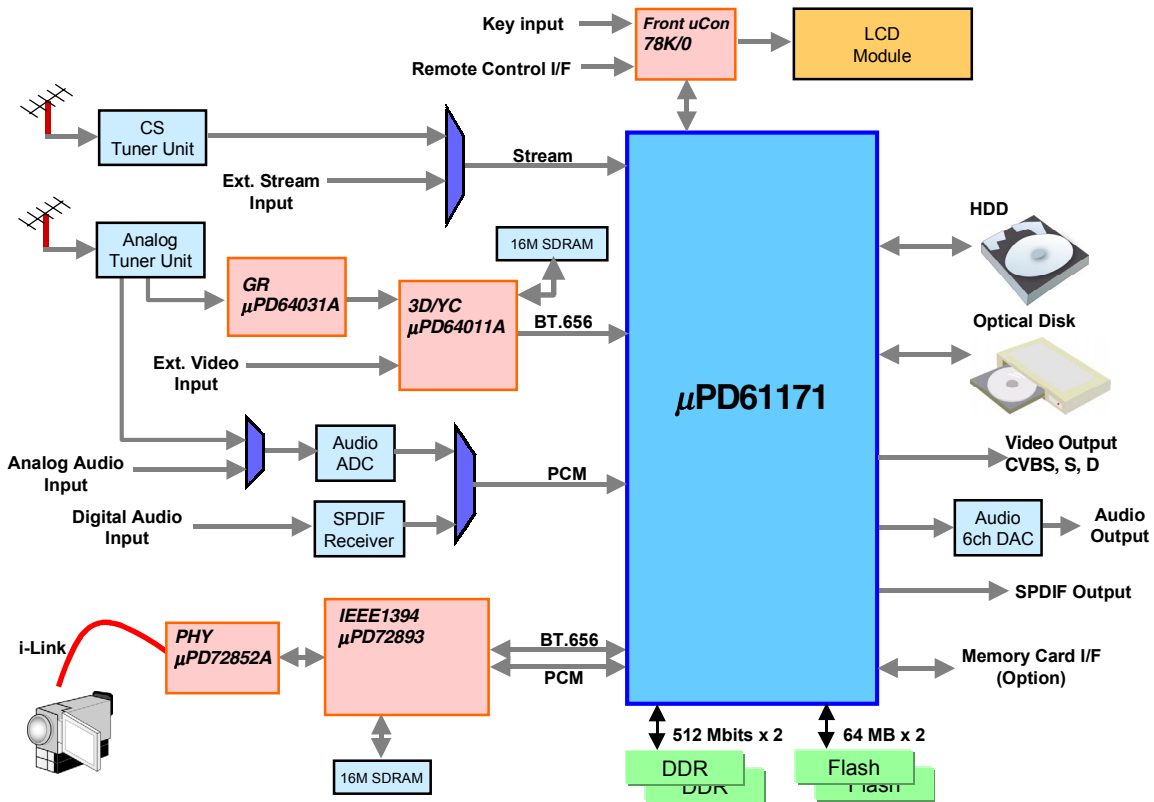 Key input
Remote Control I/F
Front uCon
78K/0
LCD
Module
CS
Tuner Unit
Ext. Stream
Input
Stream
Analog
Tuner Unit
16M SDRAM
GR
µPD64031A
3D/YC
µPD64011A
BT.656
Ext. Video
Input
µPD61171
HDD
Optical Disk
Video Output
CVBS, S, D
Analog Audio
Input
Audio
ADC
PCM
Digital Audio
Input
SPDIF
Receiver
Audio
6ch DAC
Audio
Output
SPDIF Output
i-Link
PHY
µPD72852A
IEEE1394
µPD72893
BT.656
PCM
Memory Card I/F
(Option)
16M SDRAM
512 Mbits x 2
64 MB x 2
DDR
DDR
Flash
Flash